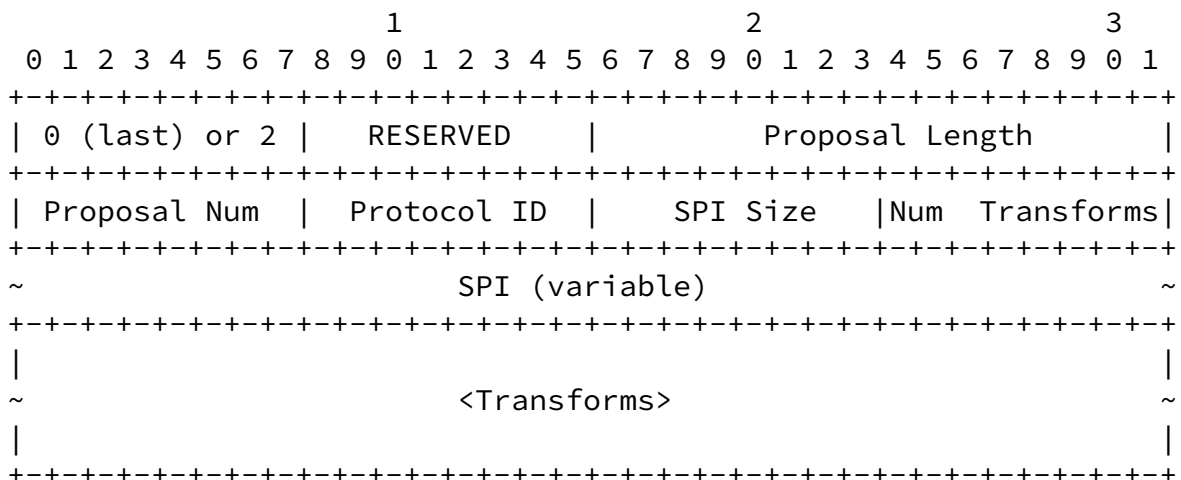 1                   2                   3
 0 1 2 3 4 5 6 7 8 9 0 1 2 3 4 5 6 7 8 9 0 1 2 3 4 5 6 7 8 9 0 1
+-+-+-+-+-+-+-+-+-+-+-+-+-+-+-+-+-+-+-+-+-+-+-+-+-+-+-+-+-+-+-+-+
| 0 (last) or 2 |   RESERVED    |         Proposal Length       |
+-+-+-+-+-+-+-+-+-+-+-+-+-+-+-+-+-+-+-+-+-+-+-+-+-+-+-+-+-+-+-+-+
| Proposal Num  |  Protocol ID  |    SPI Size   |Num  Transforms|
+-+-+-+-+-+-+-+-+-+-+-+-+-+-+-+-+-+-+-+-+-+-+-+-+-+-+-+-+-+-+-+-+
~                        SPI (variable)                         ~
+-+-+-+-+-+-+-+-+-+-+-+-+-+-+-+-+-+-+-+-+-+-+-+-+-+-+-+-+-+-+-+-+
|                                                               |
~                        <Transforms>                           ~
|                                                               |
+-+-+-+-+-+-+-+-+-+-+-+-+-+-+-+-+-+-+-+-+-+-+-+-+-+-+-+-+-+-+-+-+